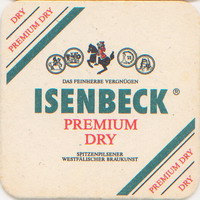 DRY
PREMIUM DRY
DAS FEINHERBE VERGNÜGEN
ISENBECK®
PREMIUM
DRY
SPITZENPILSENER
WESTFÄLISCHER BRAUKUNST
PREMIUM DRY
DRY